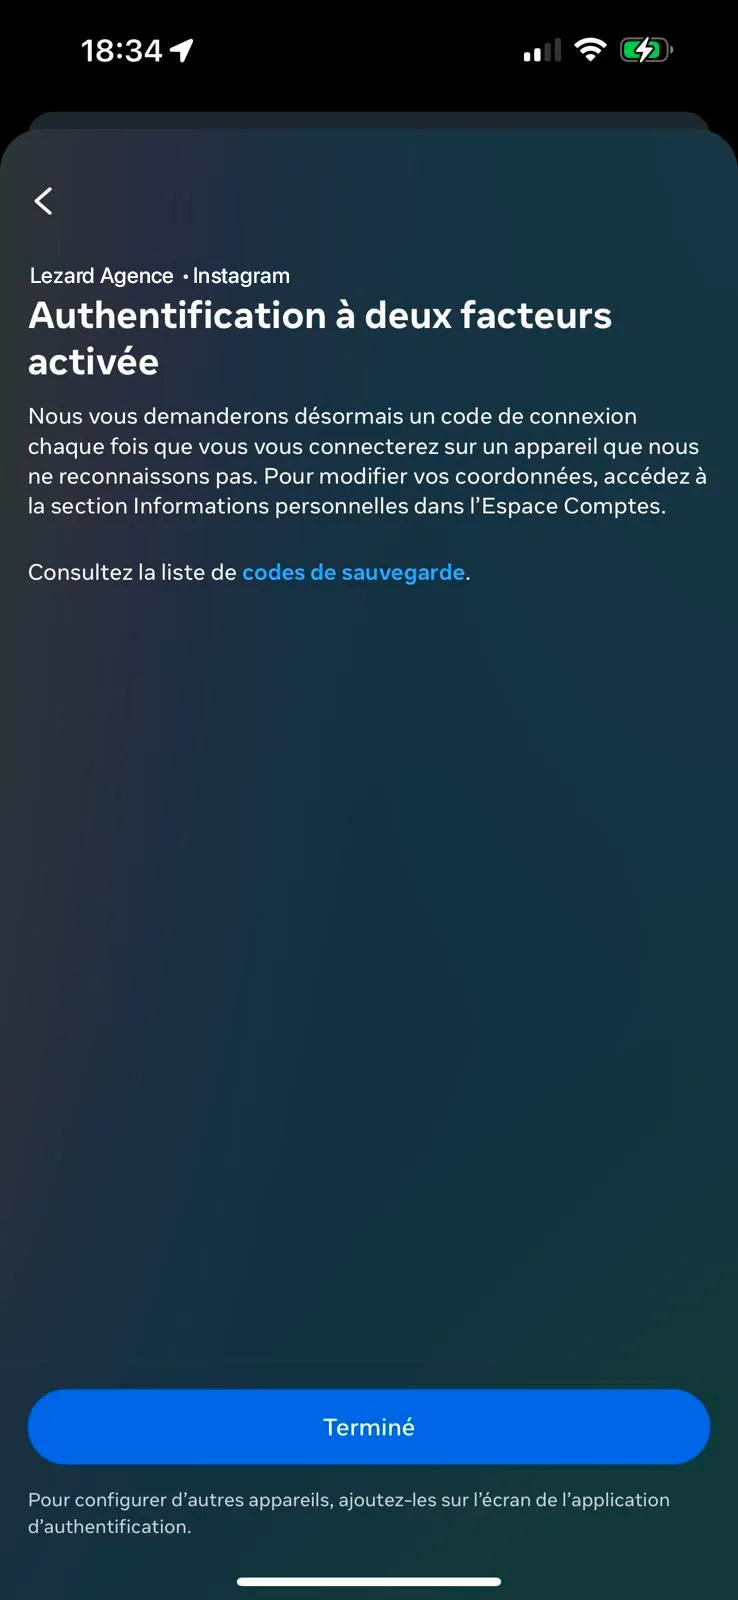 18:34
Lezard Agence • Instagram
Authentification à deux facteurs
activée
Nous vous demanderons désormais un code de connexion
chaque fois que vous vous connecterez sur un appareil que nous
ne reconnaissons pas. Pour modifier vos coordonnées, accédez à
la section Informations personnelles dans l’Espace Comptes.
Consultez la liste de codes de sauvegarde.
Terminé
Pour configurer d’autres appareils, ajoutez-les sur l’écran de l’application
d’authentification.